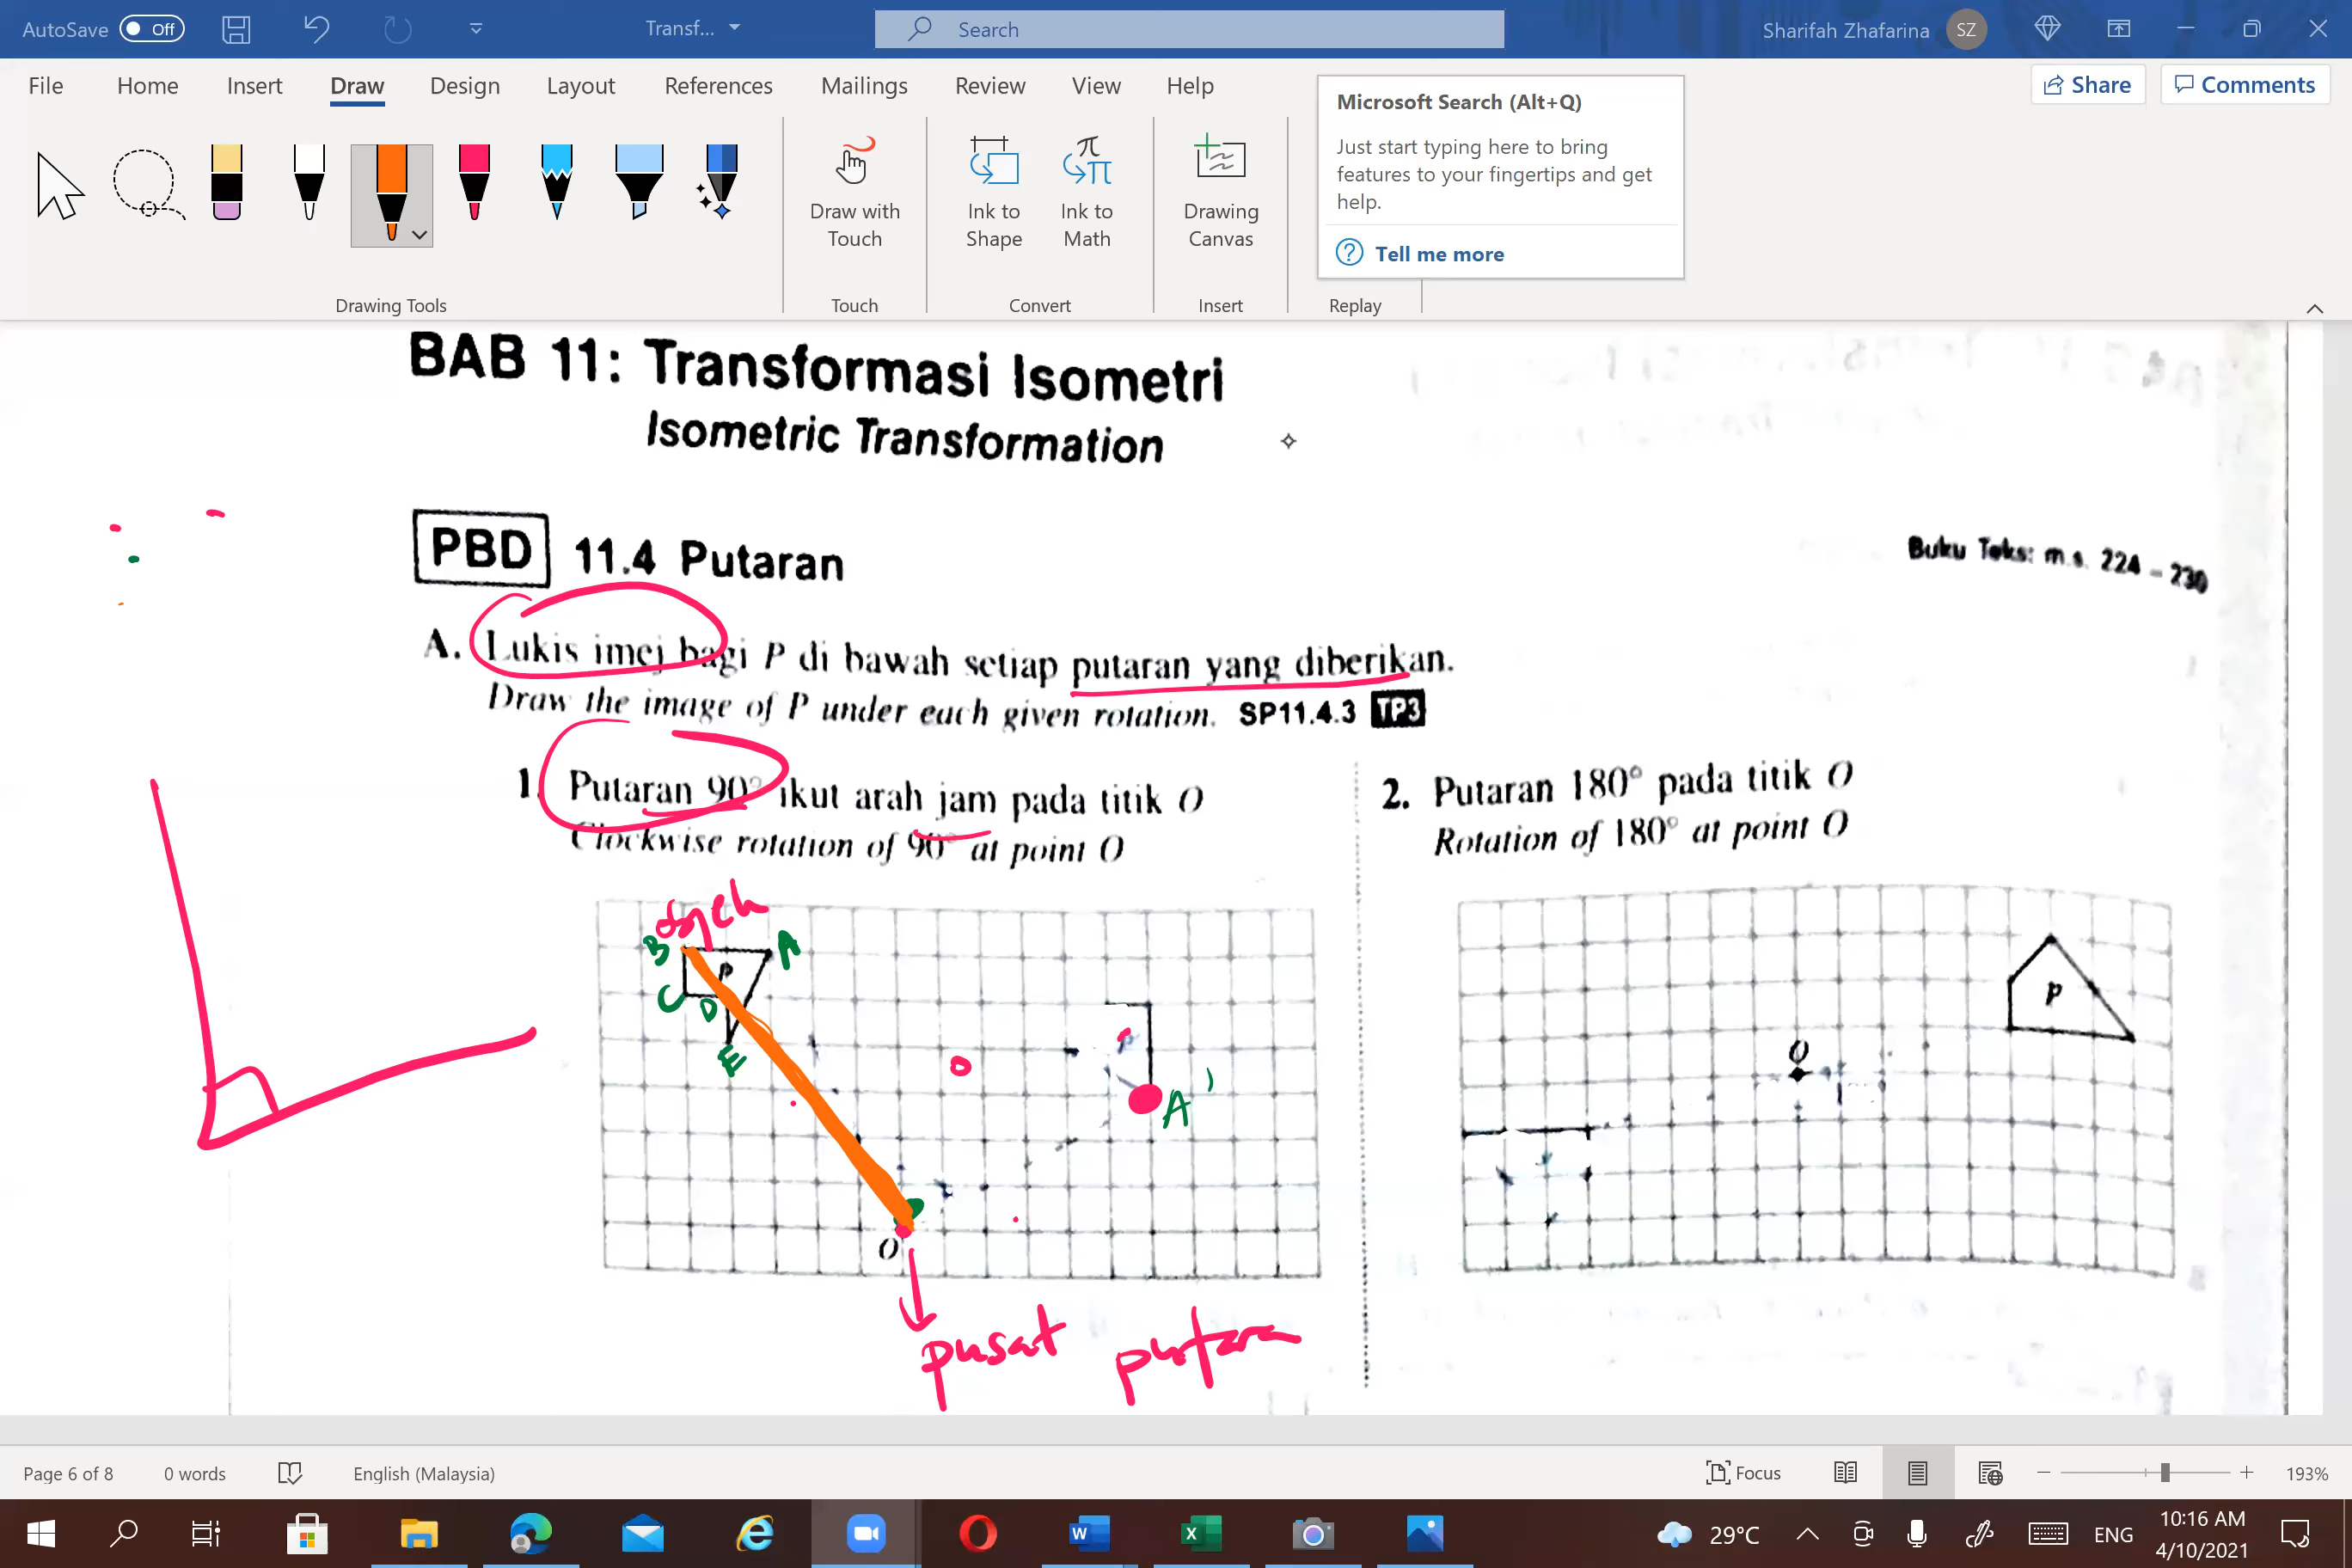 AutoSave Off Transf... Search Sharifah Zhafarina SZ
File Home Insert Draw Design Layout References Mailings Review View Help Share Comments
Microsoft Search (Alt+Q)
Just start typing here to bring
features to your fingertips and get
help.
Tell me more
Draw with Touch
Ink to Shape
Ink to Math
Drawing Canvas
Drawing Tools Touch Convert Insert Replay
BAB 11: Transformasi Isometri
Isometric Transformation
PBD 11.4 Putaran
Buku Teks: m.s. 224 – 230
A. Lukis imej bagi P di bawah setiap putaran yang diberikan.
Draw the image of P under each given rotation. SP11.4.3 TP3
1. Putaran 90° ikut arah jam pada titik O
Clockwise rotation of 90° at point O
2. Putaran 180° pada titik O
Rotation of 180° at point O
B A
P
C D
E
A'
O
pusat putara
P
O
Page 6 of 8 0 words English (Malaysia) Focus 193%
29°C ENG 10:16 AM
4/10/2021